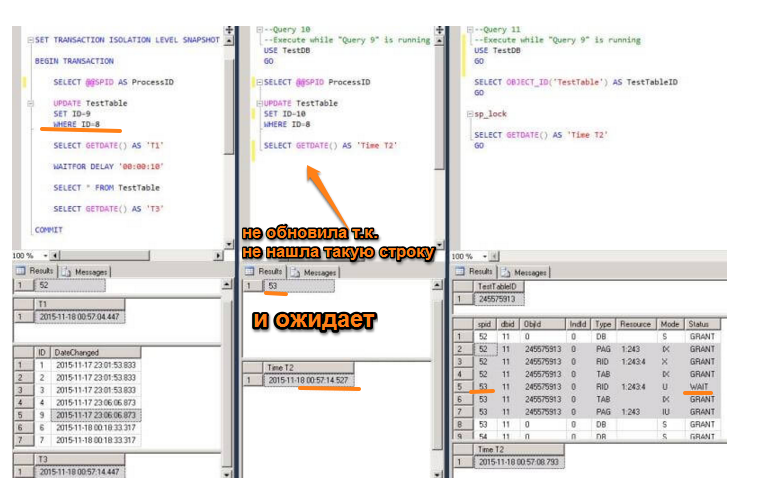 SET TRANSACTION ISOLATION LEVEL SNAPSHOT
BEGIN TRANSACTION
SELECT @@SPID AS ProcessID
UPDATE TestTable
SET ID=9
WHERE ID=8
SELECT GETDATE() AS 'T1'
WAITFOR DELAY '00:00:10'
SELECT * FROM TestTable
SELECT GETDATE() AS 'T3'
COMMIT
100 %
Results Messages
1 52
T1
1 2015-11-18 00:57:04.447
ID DateChanged
1 1 2015-11-17 23:01:53.833
2 2 2015-11-17 23:01:53.833
3 3 2015-11-17 23:01:53.833
4 4 2015-11-17 23:06:06.873
5 9 2015-11-17 23:06:06.873
6 6 2015-11-18 00:18:33.317
7 7 2015-11-18 00:18:33.317
T3
1 2015-11-18 00:57:14.447
--Query 10
--Execute while "Query 9" is running
USE TestDB
GO
SELECT @@SPID ProcessID
UPDATE TestTable
SET ID=10
WHERE ID=8
SELECT GETDATE() AS 'Time T2'
не обновила т.к.
не нашла такую строку
Results Messages
1 53
и ожидает
Time T2
1 2015-11-18 00:57:14.527
--Query 11
--Execute while "Query 9" is running
USE TestDB
GO
SELECT OBJECT_ID('TestTable') AS TestTableID
GO
sp_lock
SELECT GETDATE() AS 'Time T2'
GO
100 %
Results Messages
TestTableID
1 245575913
spid dbid ObjId IndId Type Resource Mode Status
1 52 11 0 0 DB S GRANT
2 52 11 245575913 0 PAG 1:243 IX GRANT
3 52 11 245575913 0 RID 1:243:4 X GRANT
4 52 11 245575913 0 TAB IX GRANT
5 53 11 245575913 0 RID 1:243:4 U WAIT
6 53 11 245575913 0 TAB IX GRANT
7 53 11 245575913 0 PAG 1:243 IU GRANT
8 53 11 0 0 DB S GRANT
9 54 11 0 0 DB S GRANT
Time T2
1 2015-11-18 00:57:08.793